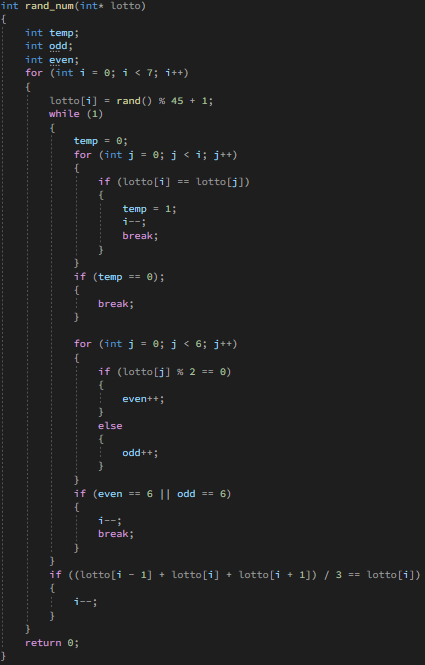 int rand_num(int* lotto)
{
    int temp;
    int odd;
    int even;
    for (int i = 0; i < 7; i++)
    {
        lotto[i] = rand() % 45 + 1;
        while (1)
        {
            temp = 0;
            for (int j = 0; j < i; j++)
            {
                if (lotto[i] == lotto[j])
                {
                    temp = 1;
                    i--;
                    break;
                }
            }
            if (temp == 0);
            {
                break;
            }

            for (int j = 0; j < 6; j++)
            {
                if (lotto[j] % 2 == 0)
                {
                    even++;
                }
                else
                {
                    odd++;
                }
            }
            if (even == 6 || odd == 6)
            {
                i--;
                break;
            }
        }
        if ((lotto[i - 1] + lotto[i] + lotto[i + 1]) / 3 == lotto[i])
        {
            i--;
        }
    }
    return 0;
}